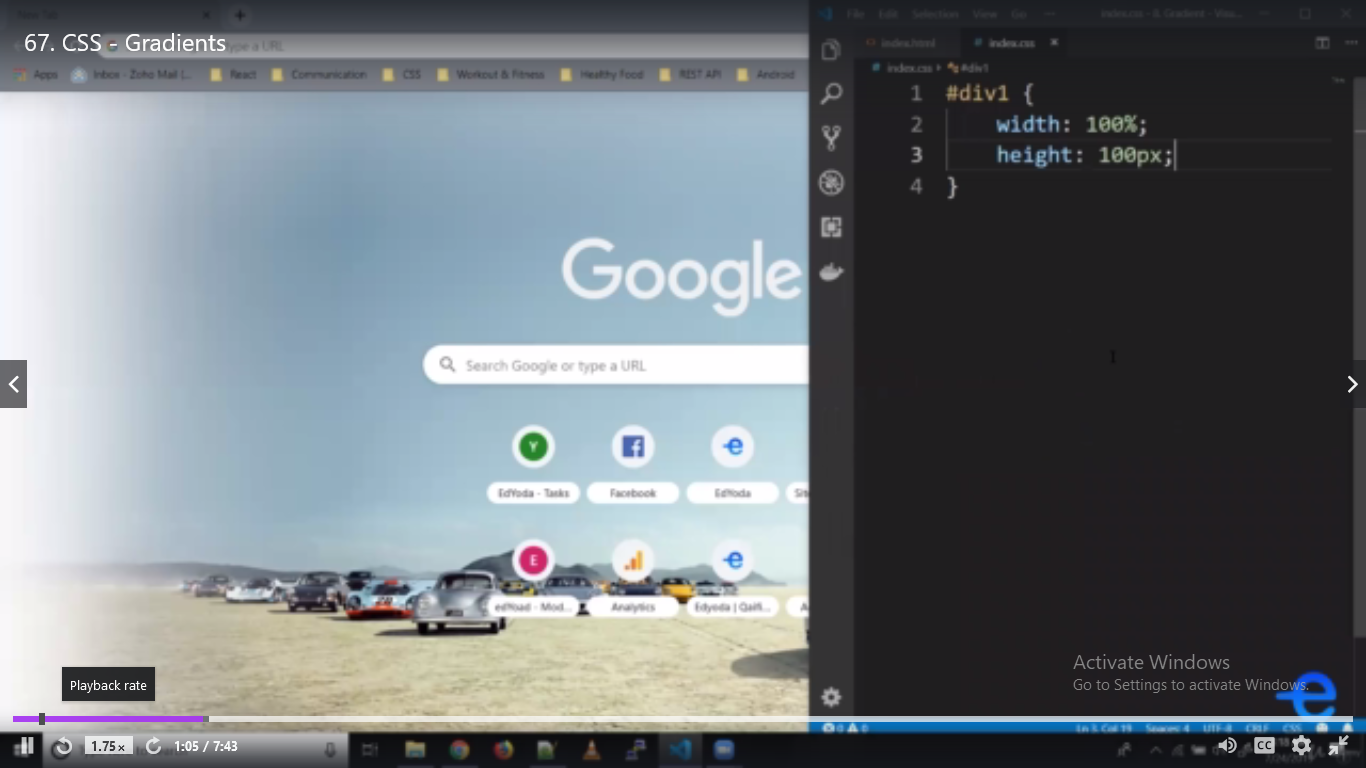 New Tab
67. CSS - Gradients
type a URL
File Edit Selection View Go
index.css - 8. Gradient - Visu...
Apps
Inbox - Zoho Mail (...
React
Communication
CSS
Workout & Fitness
Healthy Food
REST API
Android
index.html
index.css
index.css > #div1
1 #div1 {
2 width: 100%;
3 height: 100px;
4 }
Google
Search Google or type a URL
Y
e
EdYoda - Tasks
Facebook
EdYoda
E
e
edYoad - Mod...
Analytics
Edyoda | Qaifi...
Activate Windows
Go to Settings to activate Windows.
e
Playback rate
0 0
Ln 3, Col 19 Spaces: 4 UTF-8 CRLF CSS
1.75x
1:05 / 7:43
CC